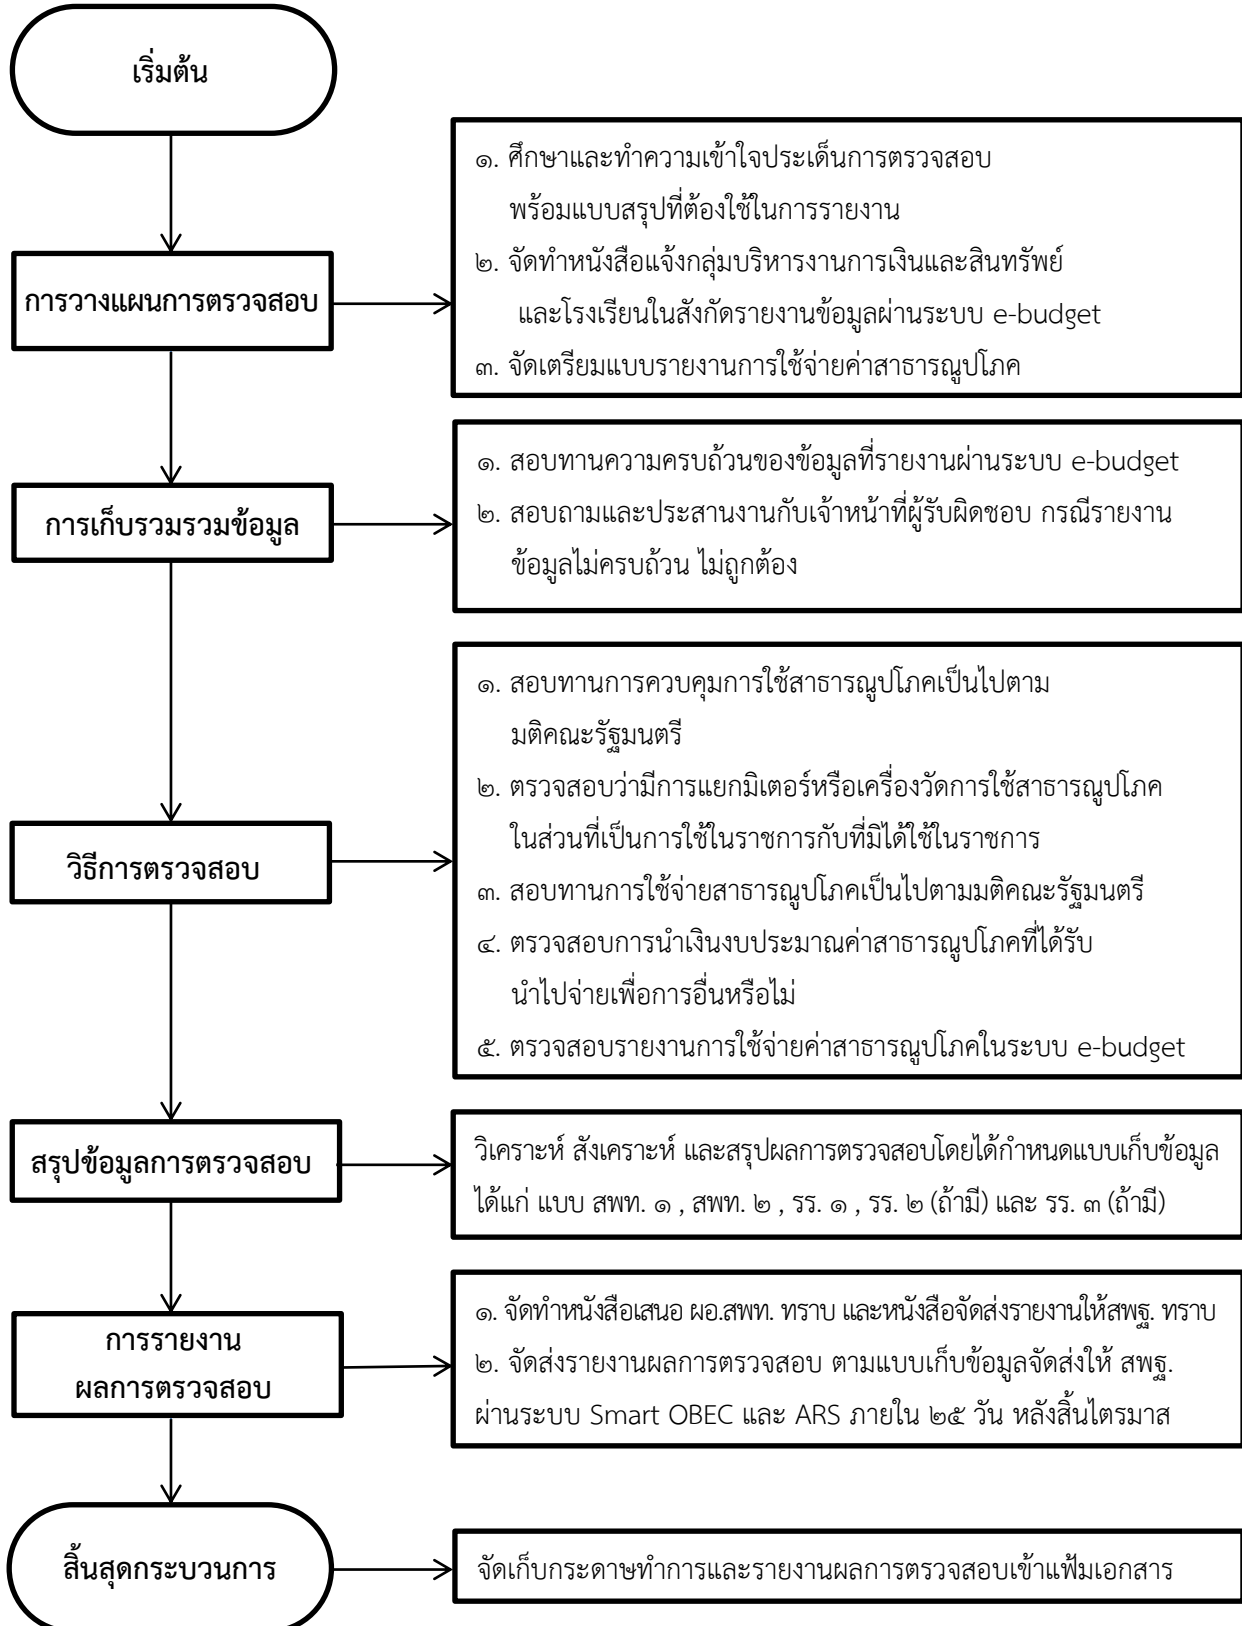 เริ่มต้น
๑. ศึกษาและทำความเข้าใจประเด็นการตรวจสอบ
พร้อมแบบสรุปที่ต้องใช้ในการรายงาน
๒. จัดทำหนังสือแจ้งกลุ่มบริหารงานการเงินและสินทรัพย์
และโรงเรียนในสังกัดรายงานข้อมูลผ่านระบบ e-budget
๓. จัดเตรียมแบบรายงานการใช้จ่ายค่าสาธารณูปโภค
การวางแผนการตรวจสอบ
๑. สอบทานความครบถ้วนของข้อมูลที่รายงานผ่านระบบ e-budget
๒. สอบถามและประสานงานกับเจ้าหน้าที่ผู้รับผิดชอบ กรณีรายงาน
ข้อมูลไม่ครบถ้วน ไม่ถูกต้อง
การเก็บรวมรวมข้อมูล
๑. สอบทานการควบคุมการใช้สาธารณูปโภคเป็นไปตาม
มติคณะรัฐมนตรี
๒. ตรวจสอบว่ามีการแยกมิเตอร์หรือเครื่องวัดการใช้สาธารณูปโภค
ในส่วนที่เป็นการใช้ในราชการกับที่มิได้ใช้ในราชการ
๓. สอบทานการใช้จ่ายสาธารณูปโภคเป็นไปตามมติคณะรัฐมนตรี
๔. ตรวจสอบการนำเงินงบประมาณค่าสาธารณูปโภคที่ได้รับ
นำไปจ่ายเพื่อการอื่นหรือไม่
๕. ตรวจสอบรายงานการใช้จ่ายค่าสาธารณูปโภคในระบบ e-budget
วิธีการตรวจสอบ
สรุปข้อมูลการตรวจสอบ
วิเคราะห์ สังเคราะห์ และสรุปผลการตรวจสอบโดยได้กำหนดแบบเก็บข้อมูล
ได้แก่ แบบ สพท. ๑ , สพท. ๒ , รร. ๑ , รร. ๒ (ถ้ามี) และ รร. ๓ (ถ้ามี)
การรายงาน
ผลการตรวจสอบ
๑. จัดทำหนังสือเสนอ ผอ.สพท. ทราบ และหนังสือจัดส่งรายงานให้สพฐ. ทราบ
๒. จัดส่งรายงานผลการตรวจสอบ ตามแบบเก็บข้อมูลจัดส่งให้ สพฐ.
ผ่านระบบ Smart OBEC และ ARS ภายใน ๒๕ วัน หลังสิ้นไตรมาส
สิ้นสุดกระบวนการ
จัดเก็บกระดาษทำการและรายงานผลการตรวจสอบเข้าแฟ้มเอกสาร